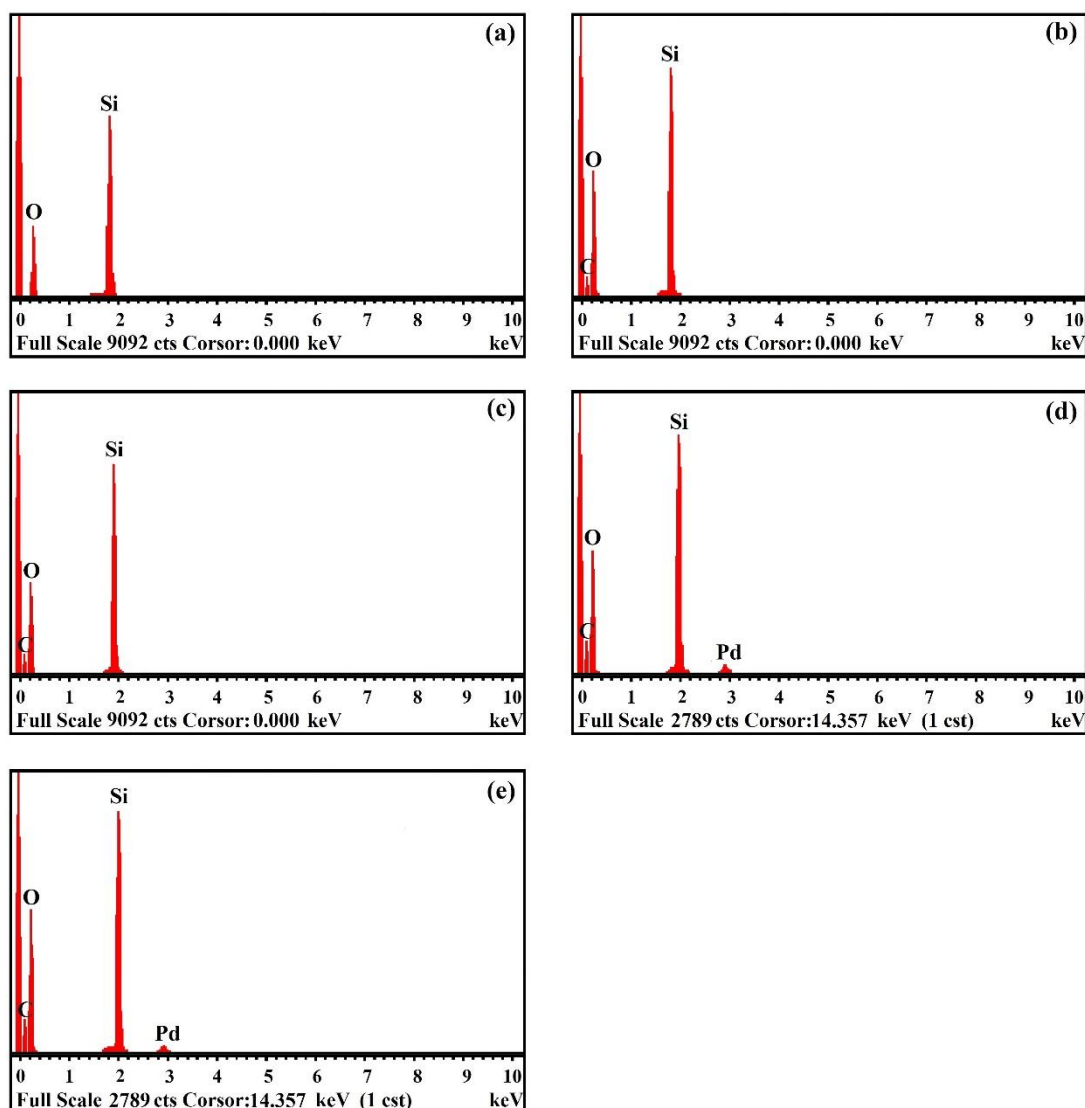 (a)
Si
O
0 1 2 3 4 5 6 7 8 9 10
Full Scale 9092 cts Corsor: 0.000 keV keV
(b)
Si
O
C
0 1 2 3 4 5 6 7 8 9 10
Full Scale 9092 cts Corsor: 0.000 keV keV
(c)
Si
O
C
0 1 2 3 4 5 6 7 8 9 10
Full Scale 9092 cts Corsor: 0.000 keV keV
(d)
Si
O
C
Pd
0 1 2 3 4 5 6 7 8 9 10
Full Scale 2789 cts Corsor:14.357 keV (1 cst) keV
(e)
Si
O
C
Pd
0 1 2 3 4 5 6 7 8 9 10
Full Scale 2789 cts Corsor:14.357 keV (1 cst) keV